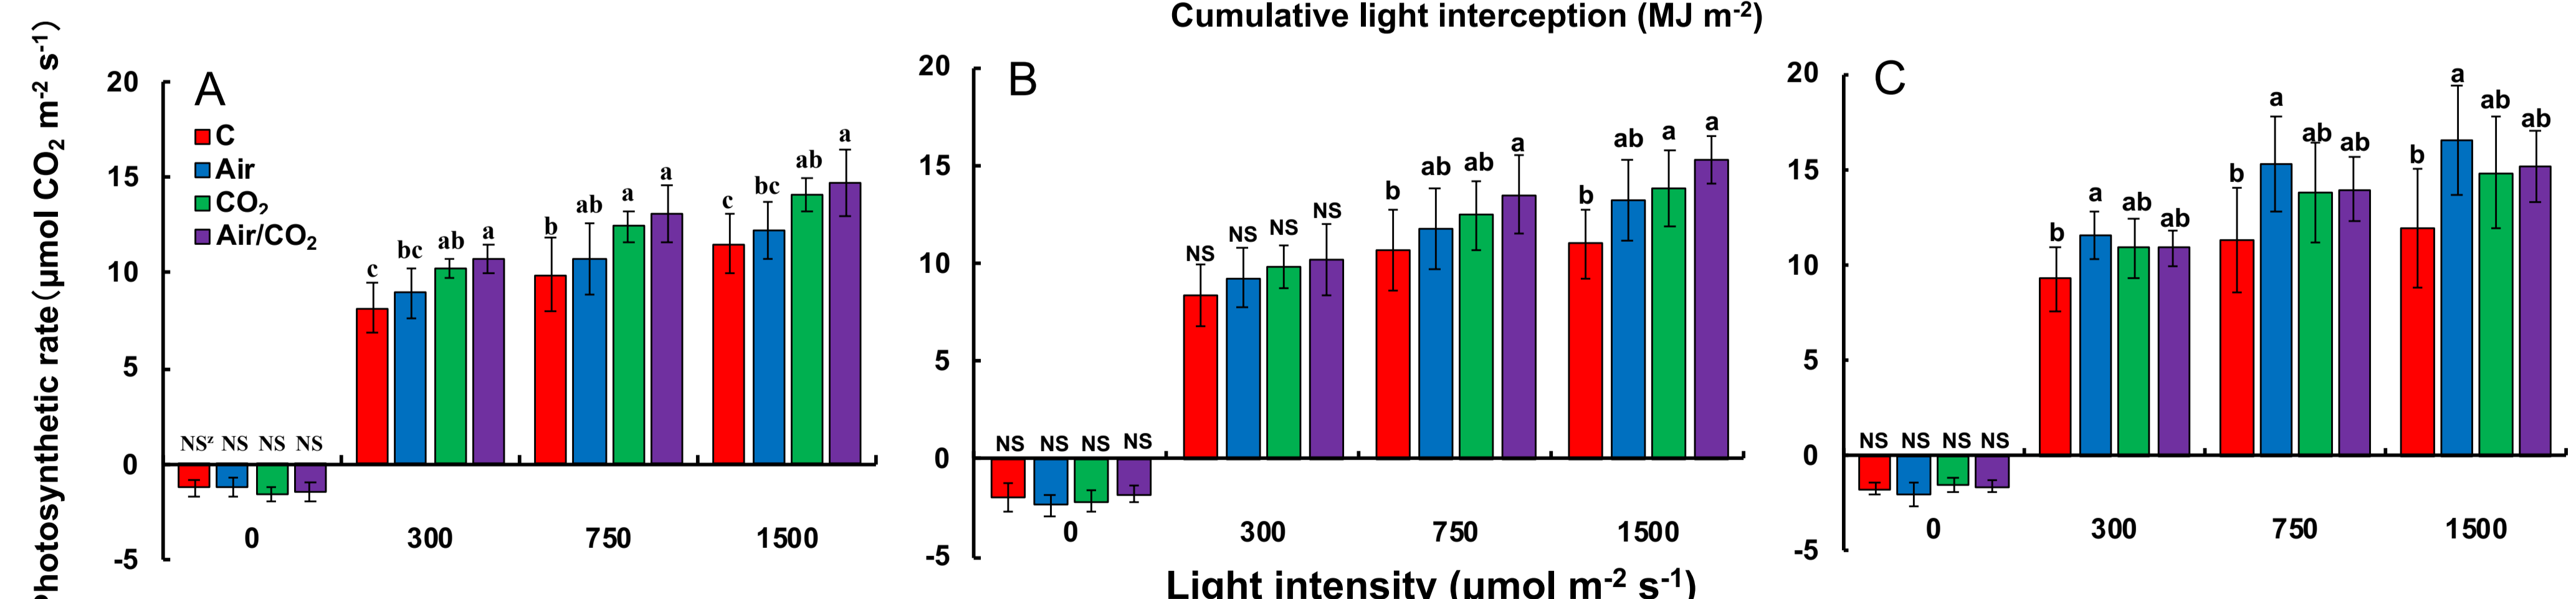 Cumulative light interception (MJ m-2)
Photosynthetic rate (µmol CO2 m-2 s-1)
A
20
15
10
5
0
-5
C
Air
CO2
Air/CO2
NSz NS NS NS
c bc ab a
b ab a a
c bc ab a
0 300 750 1500
B
20
15
10
5
0
-5
NS NS NS NS
NS NS NS NS
b ab ab a
b ab a a
0 300 750 1500
C
20
15
10
5
0
-5
NS NS NS NS
b a ab ab
b a ab ab
b a ab ab
0 300 750 1500
Light intensity (µmol m-2 s-1)